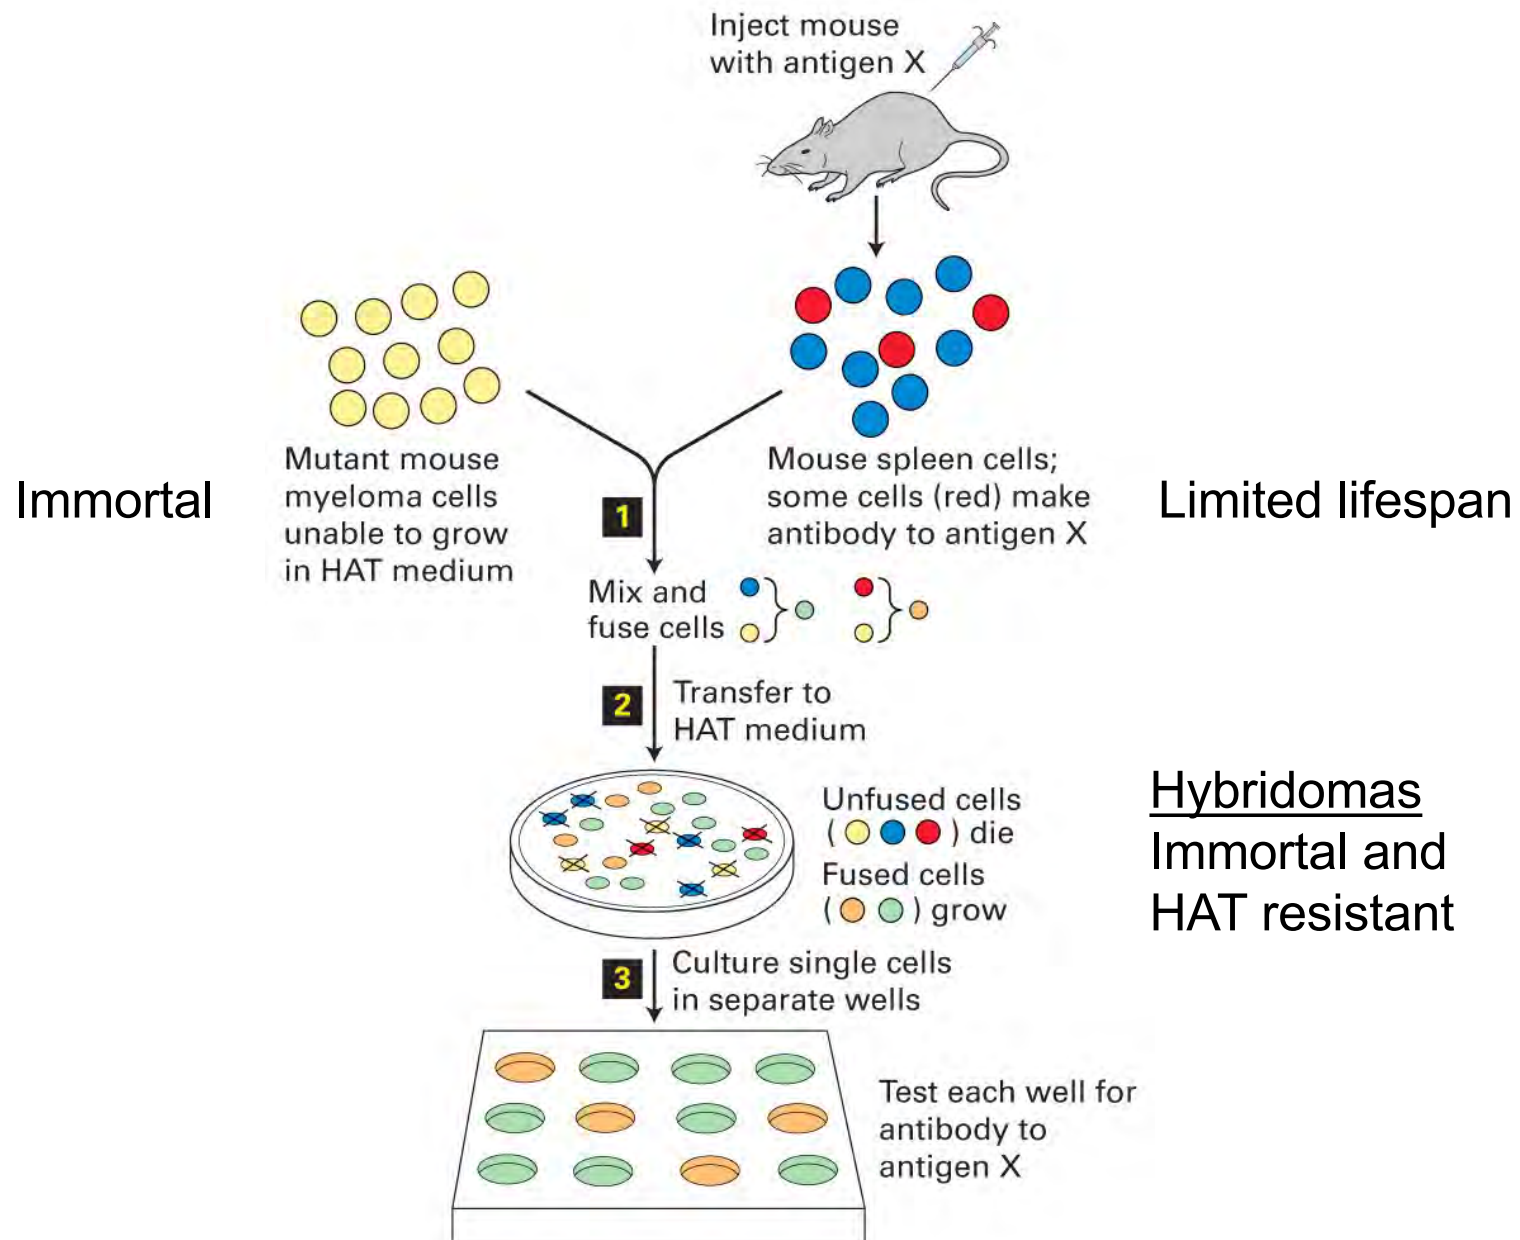 Inject mouse
with antigen X
Immortal
Mutant mouse
myeloma cells
unable to grow
in HAT medium
1
Mouse spleen cells;
some cells (red) make
antibody to antigen X
Limited lifespan
Mix and
fuse cells
2
Transfer to
HAT medium
Unfused cells
( ) die
Fused cells
( ) grow
Hybridomas
Immortal and
HAT resistant
3
Culture single cells
in separate wells
Test each well for
antibody to
antigen X